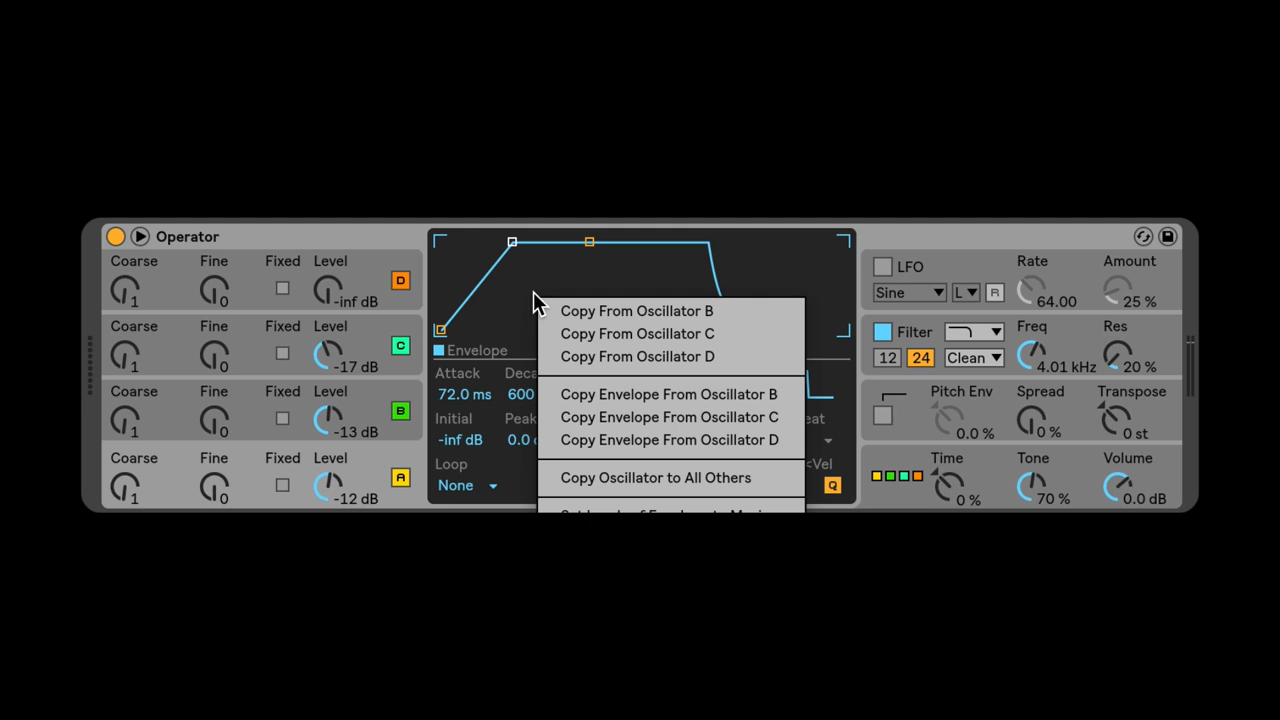 Operator
Coarse Fine Fixed Level
1 0 -inf dB D
Coarse Fine Fixed Level
1 0 -17 dB C
Coarse Fine Fixed Level
1 0 -13 dB B
Coarse Fine Fixed Level
1 0 -12 dB A
Envelope
Attack
72.0 ms 600
Initial Peak
-inf dB 0.0
Loop <Vel
None Q
Copy From Oscillator B
Copy From Oscillator C
Copy From Oscillator D
Copy Envelope From Oscillator B
Copy Envelope From Oscillator C
Copy Envelope From Oscillator D
Copy Oscillator to All Others
LFO Rate Amount
Sine L R 64.00 25 %
Filter Freq Res
12 24 Clean 4.01 kHz 20 %
Pitch Env Spread Transpose
0.0 % 0 % 0 st
Time Tone Volume
0 % 70 % 0.0 dB